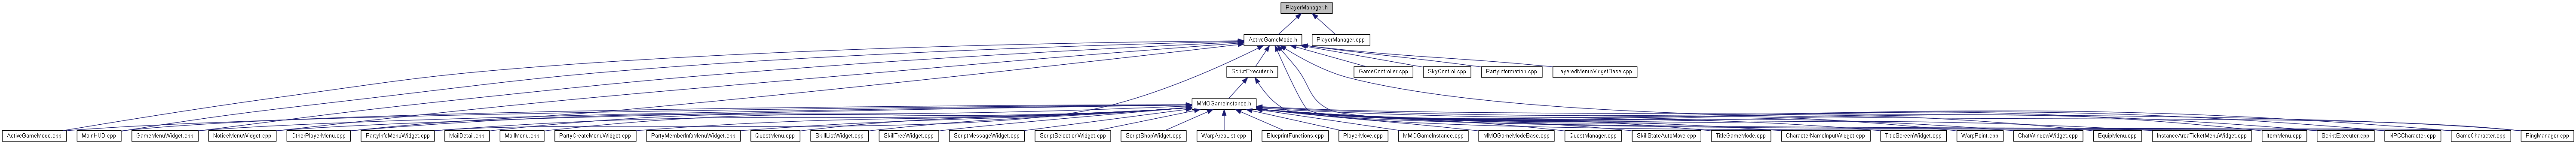 PlayerManager.h
ActiveGameMode.h
PlayerManager.cpp
ScriptExecuter.h
GameController.cpp
SkyControl.cpp
PartyInformation.cpp
LayeredMenuWidgetBase.cpp
MMOGameInstance.h
ActiveGameMode.cpp
MainHUD.cpp
GameMenuWidget.cpp
NoticeMenuWidget.cpp
OtherPlayerMenu.cpp
PartyInfoMenuWidget.cpp
MailDetail.cpp
MailMenu.cpp
PartyCreateMenuWidget.cpp
PartyMemberInfoMenuWidget.cpp
QuestMenu.cpp
SkillListWidget.cpp
SkillTreeWidget.cpp
ScriptMessageWidget.cpp
ScriptSelectionWidget.cpp
ScriptShopWidget.cpp
WarpAreaList.cpp
BlueprintFunctions.cpp
PlayerMove.cpp
MMOGameInstance.cpp
MMOGameModeBase.cpp
QuestManager.cpp
SkillStateAutoMove.cpp
TitleGameMode.cpp
CharacterNameInputWidget.cpp
TitleScreenWidget.cpp
WarpPoint.cpp
ChatWindowWidget.cpp
EquipMenu.cpp
InstanceAreaTicketMenuWidget.cpp
ItemMenu.cpp
ScriptExecuter.cpp
NPCCharacter.cpp
GameCharacter.cpp
PingManager.cpp